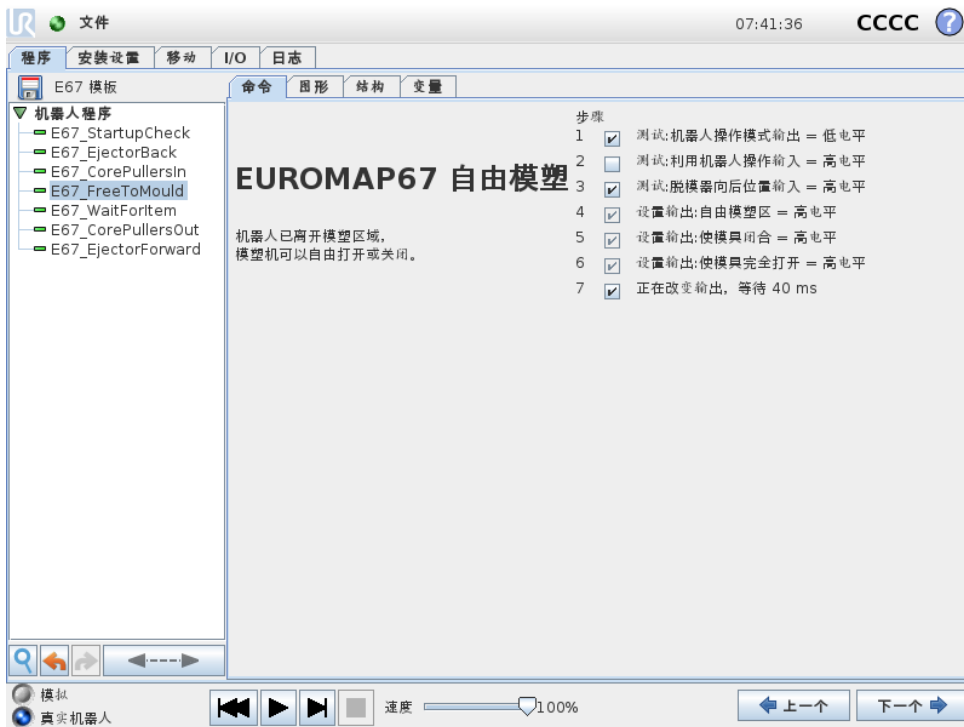 文件
07:41:36
CCCC
?
程序 安装设置 移动 I/O 日志
E67 模板
命令 图形 结构 变量
机器人程序
E67_StartupCheck
E67_EjectorBack
E67_CorePullersIn
E67_FreeToMould
E67_WaitForItem
E67_CorePullersOut
E67_EjectorForward
EUROMAP67 自由模塑
机器人已离开模塑区域,
模塑机可以自由打开或关闭。
步骤
1 测试:机器人操作模式输出 = 低电平
2 测试:利用机器人操作输入 = 高电平
3 测试:脱模器向后位置输入 = 高电平
4 设置输出:自由模塑区 = 高电平
5 设置输出:使模具闭合 = 高电平
6 设置输出:使模具完全打开 = 高电平
7 正在改变输出, 等待 40 ms
模拟
真实机器人
速度 100%
上一个
下一个